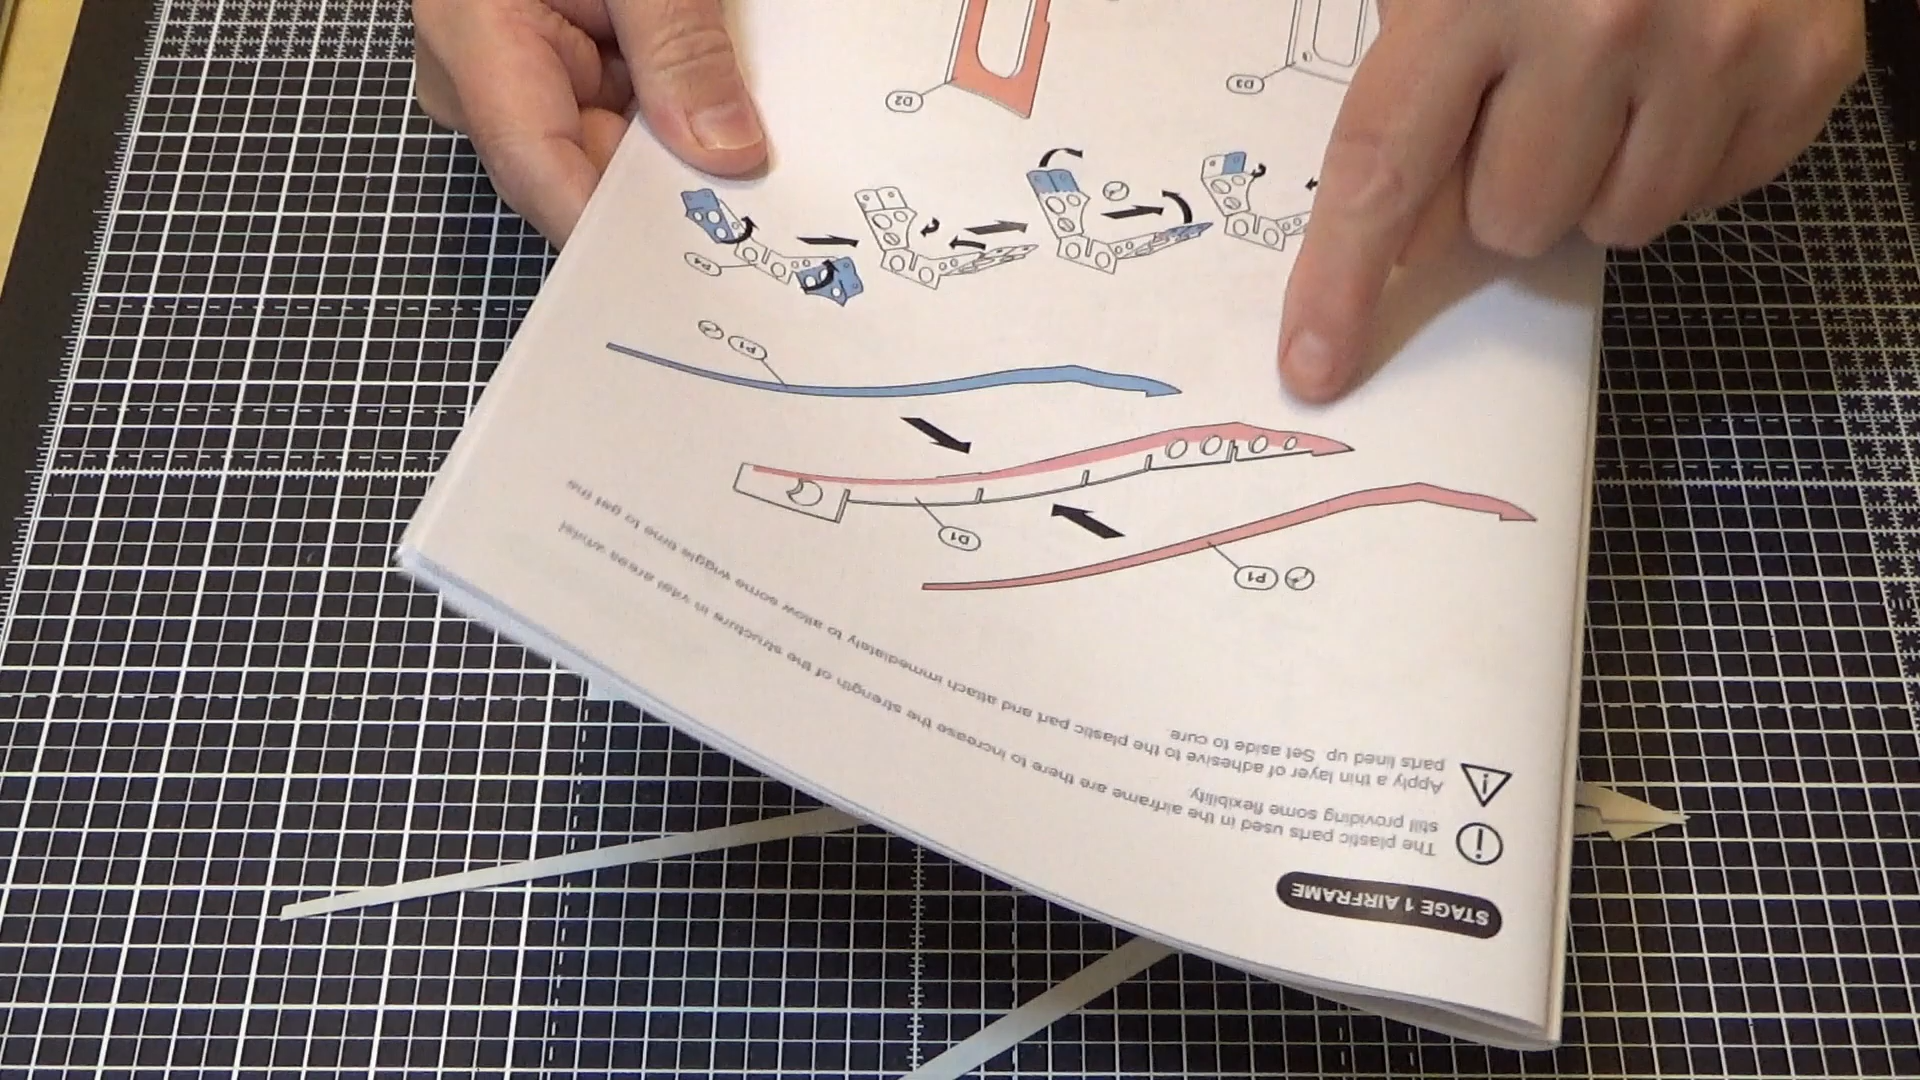 STAGE 1 AIRFRAME
The plastic parts used in the airframe are there to increase the strength of the structure in vital areas whilst
still providing some flexibility.
Apply a thin layer of adhesive to the plastic part and attach immediately to allow some wiggle time to get the
parts lined up. Set aside to cure.
P1
D1
P1
P4
D3
D2